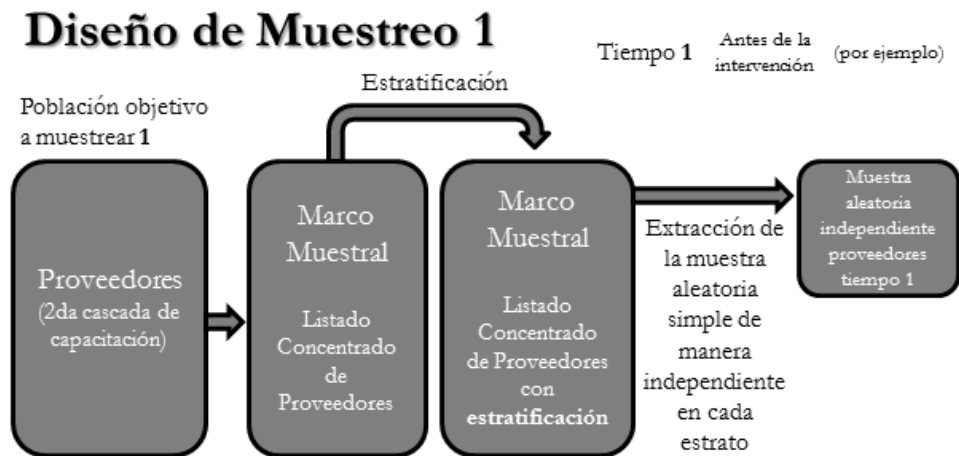 Diseño de Muestreo 1
Tiempo 1
Antes de la
intervención
(por ejemplo)
Estratificación
Población objetivo
a muestrear 1
Proveedores
(2da cascada de
capacitación)
Marco
Muestral
Listado
Concentrado
de
Proveedores
Marco
Muestral
Listado
Concentrado
de Proveedores
con
estratificación
Extracción de
la muestra
aleatoria
simple de
manera
independiente
en cada
estrato
Muestra
aleatoria
independiente
proveedores
tiempo 1